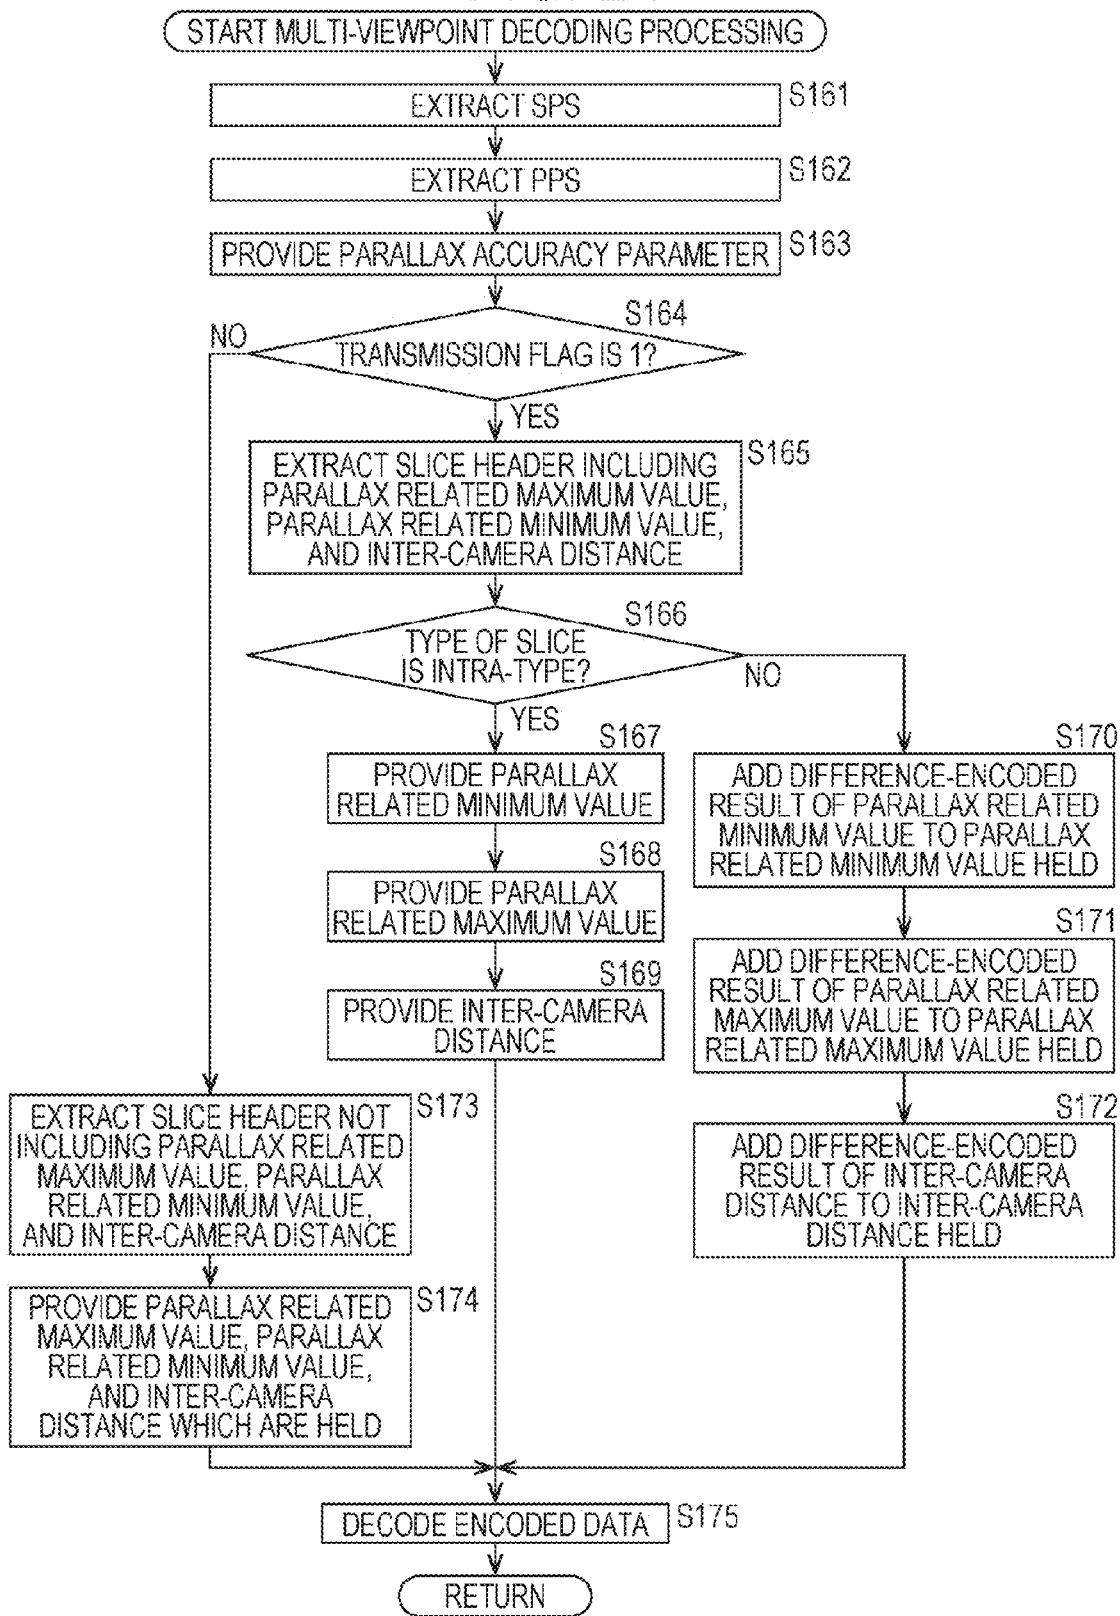 START MULTI-VIEWPOINT DECODING PROCESSING
EXTRACT SPS
S161
EXTRACT PPS
S162
PROVIDE PARALLAX ACCURACY PARAMETER
S163
S164
NO
TRANSMISSION FLAG IS 1?
YES
S165
EXTRACT SLICE HEADER INCLUDING
PARALLAX RELATED MAXIMUM VALUE,
PARALLAX RELATED MINIMUM VALUE,
AND INTER-CAMERA DISTANCE
S166
TYPE OF SLICE
IS INTRA-TYPE?
NO
YES
S167
PROVIDE PARALLAX
RELATED MINIMUM VALUE
S168
PROVIDE PARALLAX
RELATED MAXIMUM VALUE
S169
PROVIDE INTER-CAMERA
DISTANCE
S170
ADD DIFFERENCE-ENCODED
RESULT OF PARALLAX RELATED
MINIMUM VALUE TO PARALLAX
RELATED MINIMUM VALUE HELD
S171
ADD DIFFERENCE-ENCODED
RESULT OF PARALLAX RELATED
MAXIMUM VALUE TO PARALLAX
RELATED MAXIMUM VALUE HELD
S172
ADD DIFFERENCE-ENCODED
RESULT OF INTER-CAMERA
DISTANCE TO INTER-CAMERA
DISTANCE HELD
S173
EXTRACT SLICE HEADER NOT
INCLUDING PARALLAX RELATED
MAXIMUM VALUE, PARALLAX
RELATED MINIMUM VALUE,
AND INTER-CAMERA DISTANCE
S174
PROVIDE PARALLAX RELATED
MAXIMUM VALUE, PARALLAX
RELATED MINIMUM VALUE,
AND INTER-CAMERA
DISTANCE WHICH ARE HELD
DECODE ENCODED DATA
S175
RETURN